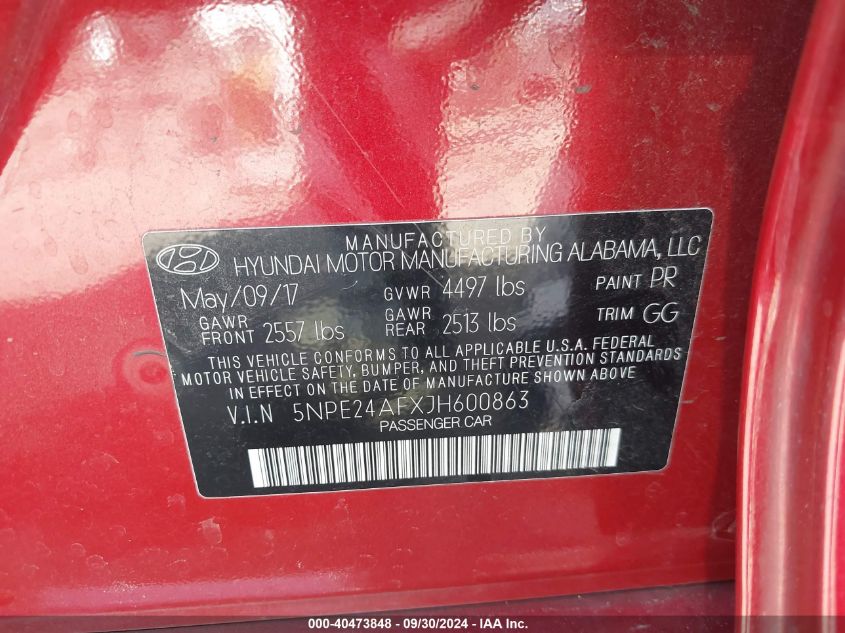 MANUFACTURED BY
HYUNDAI MOTOR MANUFACTURING ALABAMA, LLC
May/09/17 GVWR 4497 lbs PAINT PR
GAWR FRONT 2557 lbs GAWR REAR 2513 lbs TRIM GG
THIS VEHICLE CONFORMS TO ALL APPLICABLE U.S.A. FEDERAL
MOTOR VEHICLE SAFETY, BUMPER, AND THEFT PREVENTION STANDARDS
IN EFFECT ON THE DATE OF MANUFACTURE SHOWN ABOVE
V.I.N 5NPE24AFXJH600863
PASSENGER CAR
000-40473848 - 09/30/2024 - IAA Inc.